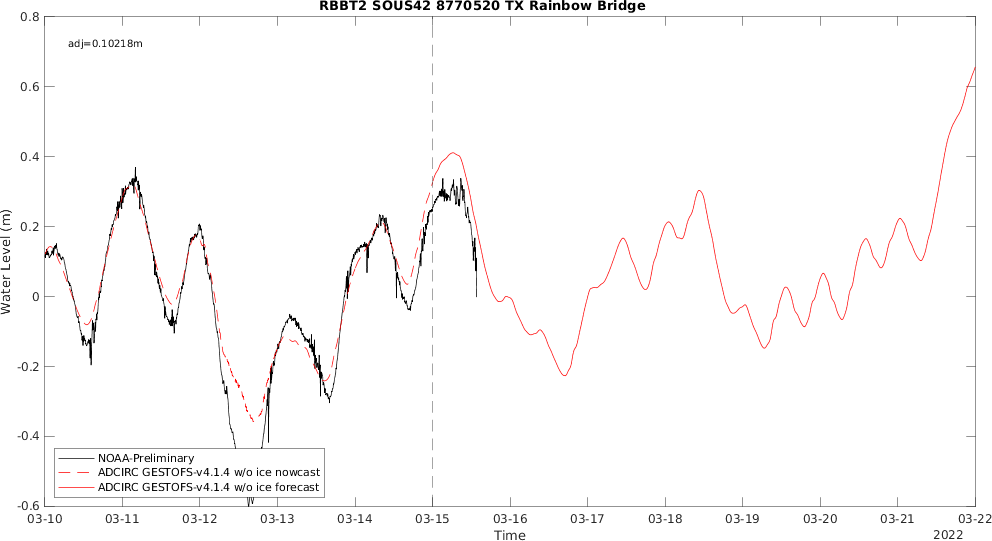 RBBT2 SOUS42 8770520 TX Rainbow Bridge
adj=0.10218m
0.8
0.6
0.4
0.2
0
-0.2
-0.4
-0.6
Water Level (m)
NOAA-Preliminary
ADCIRC GESTOFS-v4.1.4 w/o ice nowcast
ADCIRC GESTOFS-v4.1.4 w/o ice forecast
03-10 03-11 03-12 03-13 03-14 03-15 03-16 03-17 03-18 03-19 03-20 03-21 03-22
Time
2022